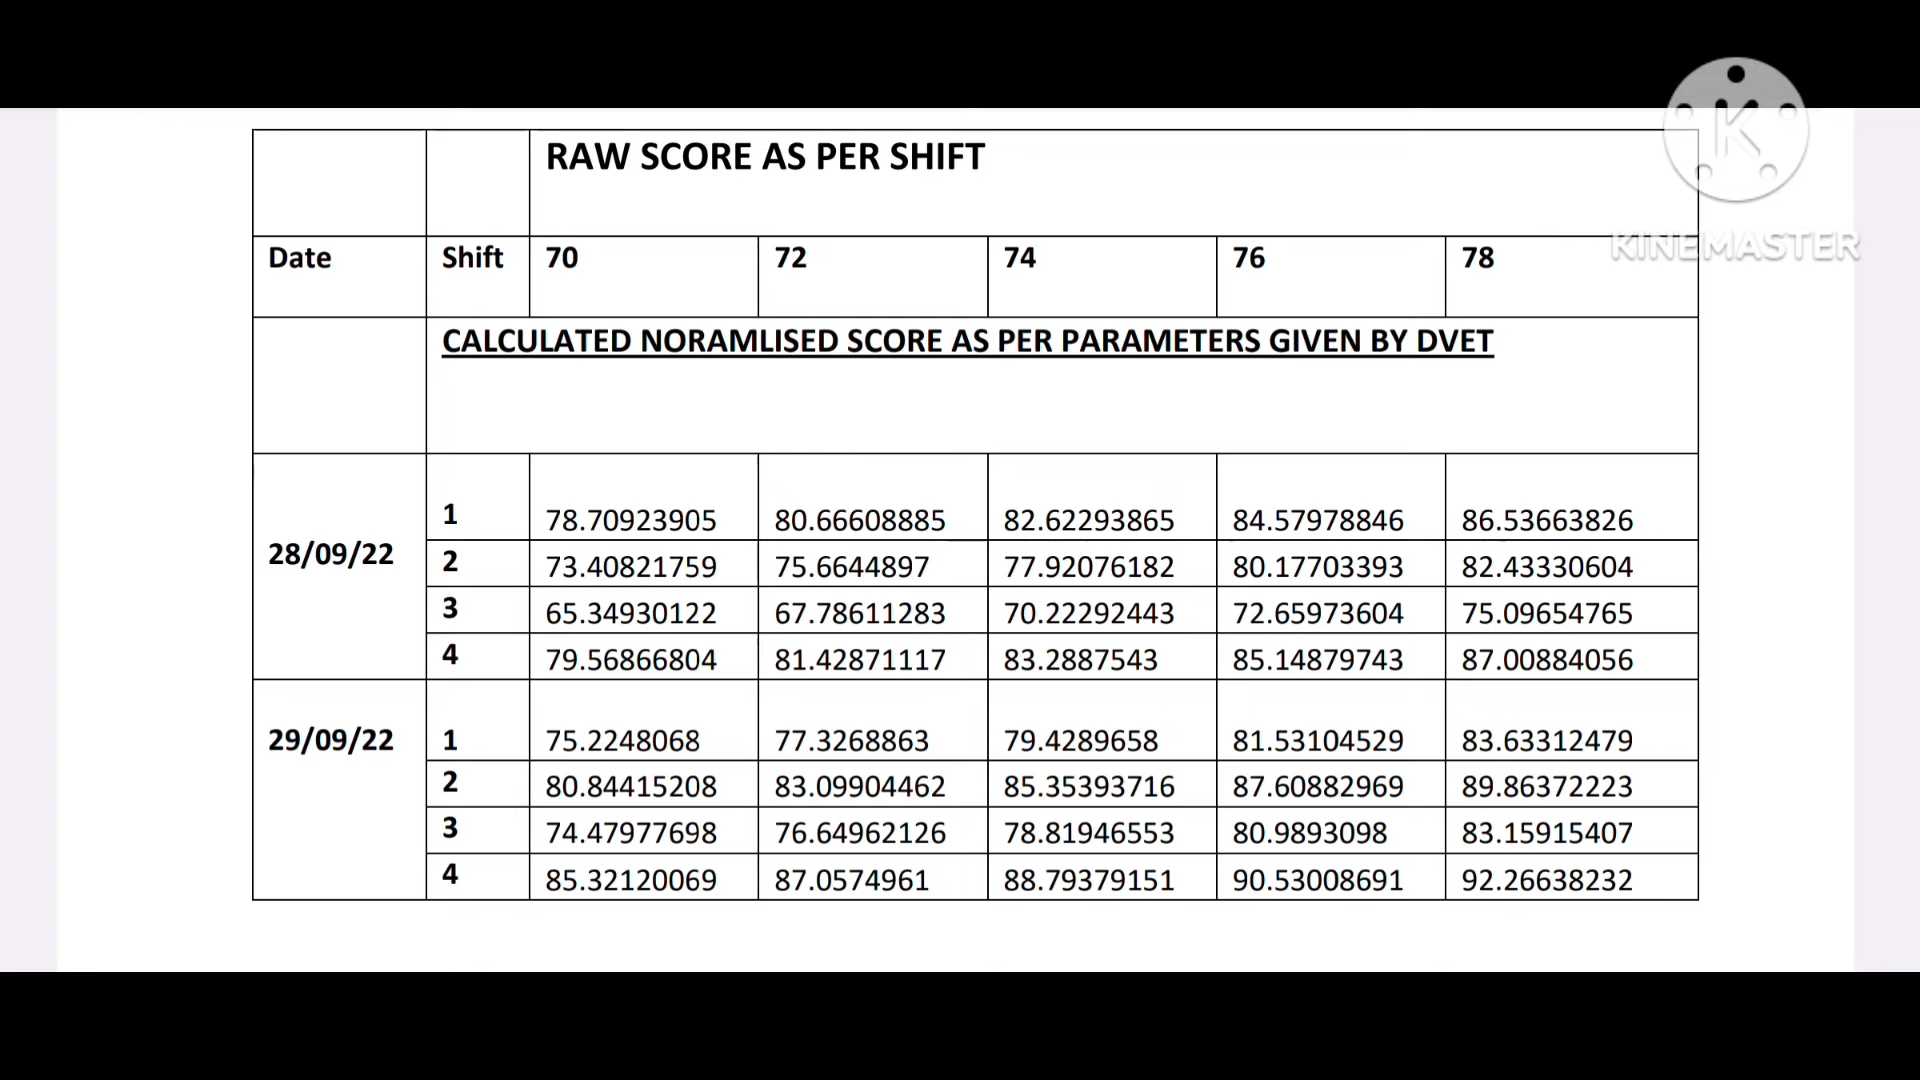 RAW SCORE AS PER SHIFT
Date Shift 70 72 74 76 78
CALCULATED NORAMLISED SCORE AS PER PARAMETERS GIVEN BY DVET
28/09/22
1 78.70923905 80.66608885 82.62293865 84.57978846 86.53663826
2 73.40821759 75.6644897 77.92076182 80.17703393 82.43330604
3 65.34930122 67.78611283 70.22292443 72.65973604 75.09654765
4 79.56866804 81.42871117 83.2887543 85.14879743 87.00884056
29/09/22 1 75.2248068 77.3268863 79.4289658 81.53104529 83.63312479
2 80.84415208 83.09904462 85.35393716 87.60882969 89.86372223
3 74.47977698 76.64962126 78.81946553 80.9893098 83.15915407
4 85.32120069 87.0574961 88.79379151 90.53008691 92.26638232
K
KINEMASTER